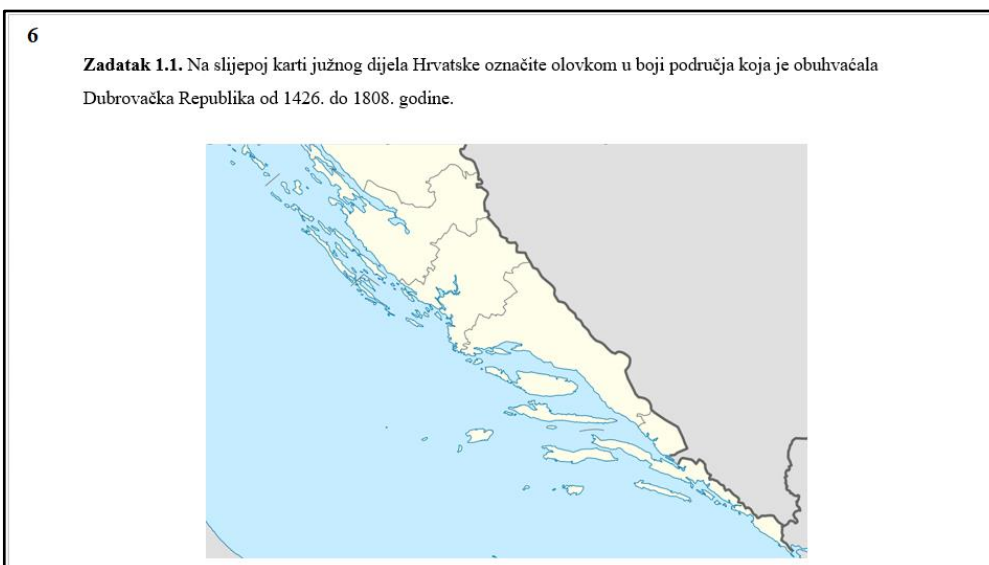 6
Zadatak 1.1. Na slijepoj karti južnog dijela Hrvatske označite olovkom u boji područja koja je obuhvaćala
Dubrovačka Republika od 1426. do 1808. godine.